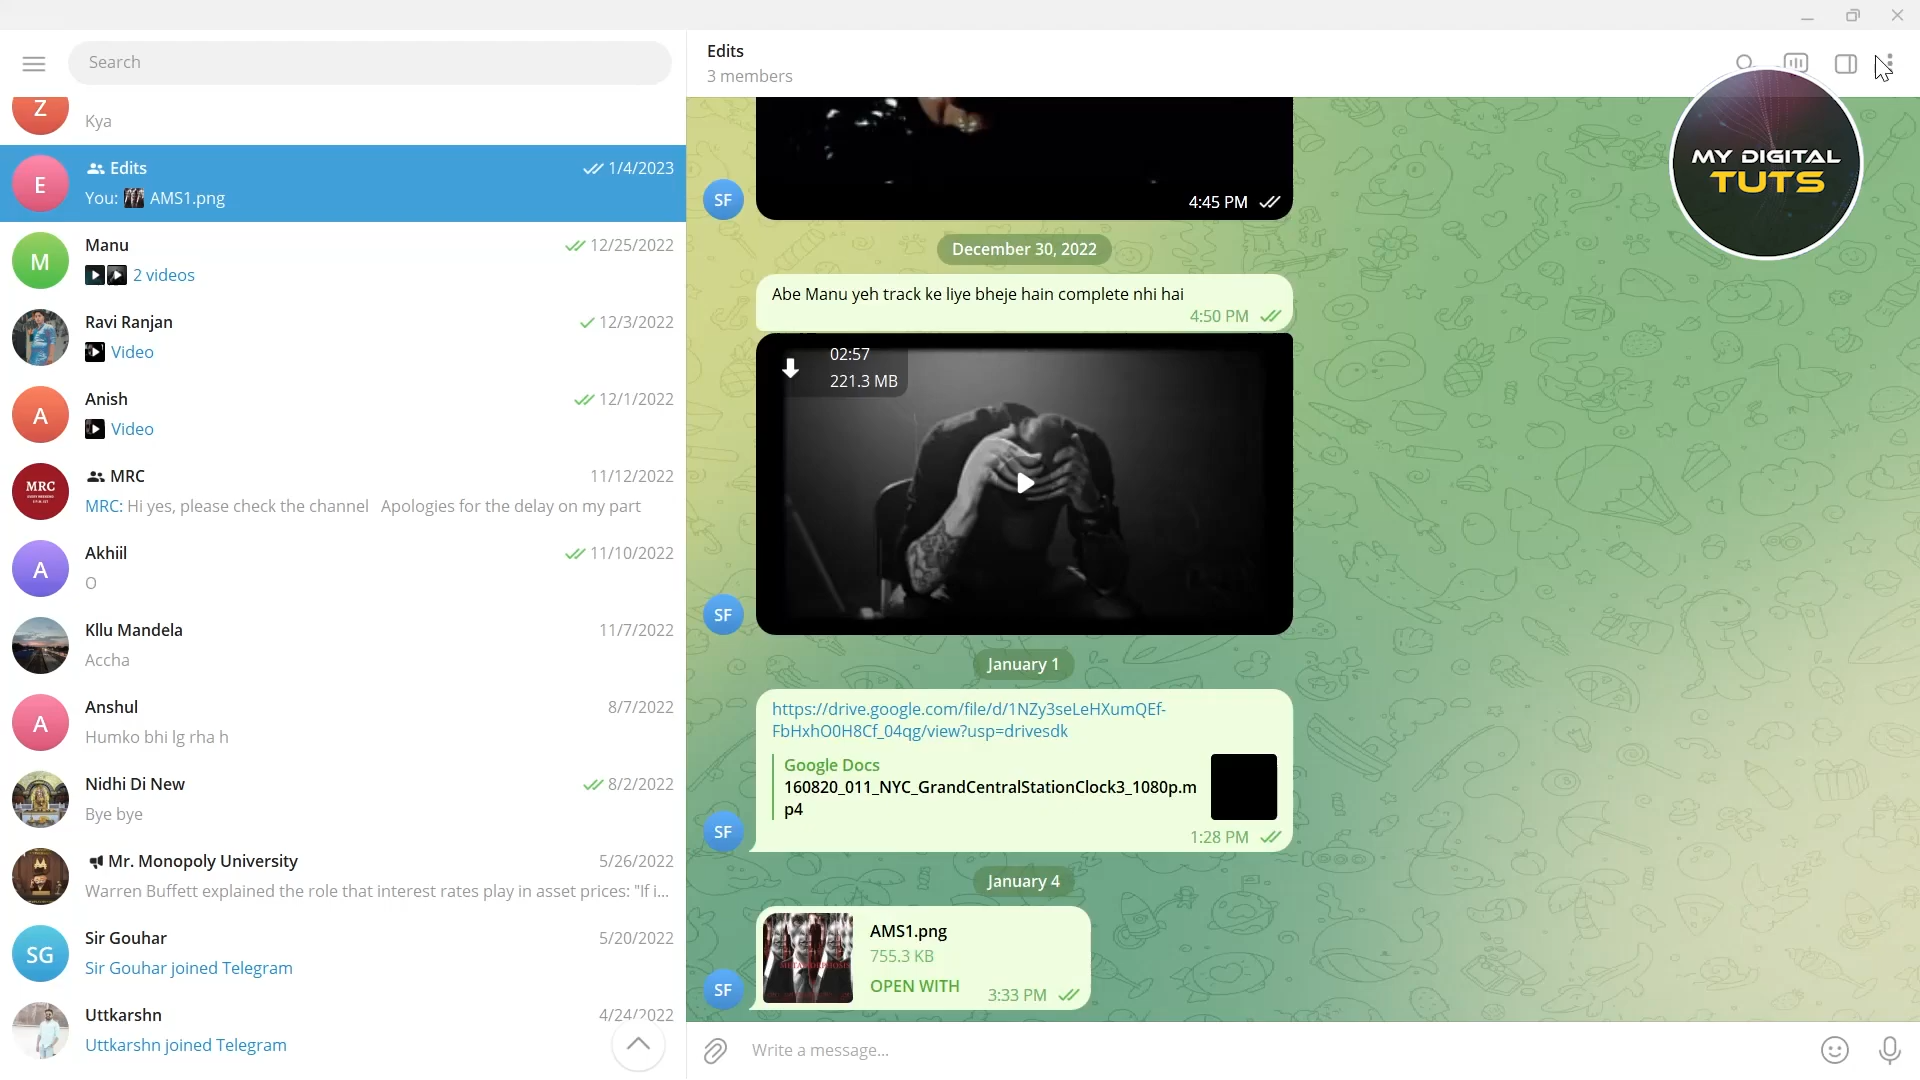 Search
Z
Kya
E
Edits
1/4/2023
You: AMS1.png
M
Manu
12/25/2022
2 videos
Ravi Ranjan
12/3/2022
Video
A
Anish
12/1/2022
Video
MRC
MRC
11/12/2022
MRC: Hi yes, please check the channel Apologies for the delay on my part
A
Akhiil
11/10/2022
O
Kllu Mandela
11/7/2022
Accha
A
Anshul
8/7/2022
Humko bhi lg rha h
Nidhi Di New
8/2/2022
Bye bye
Mr. Monopoly University
5/26/2022
Warren Buffett explained the role that interest rates play in asset prices: "If i...
SG
Sir Gouhar
5/20/2022
Sir Gouhar joined Telegram
Uttkarshn
4/24/2022
Uttkarshn joined Telegram
Edits
3 members
MY DIGITAL
TUTS
SF
4:45 PM
December 30, 2022
Abe Manu yeh track ke liye bheje hain complete nhi hai
4:50 PM
02:57
221.3 MB
SF
January 1
https://drive.google.com/file/d/1NZy3seLeHXumQEf-
FbHxhO0H8Cf_04qg/view?usp=drivesdk
Google Docs
160820_011_NYC_GrandCentralStationClock3_1080p.m
p4
SF
1:28 PM
January 4
AMS1.png
755.3 KB
OPEN WITH
3:33 PM
SF
Write a message...